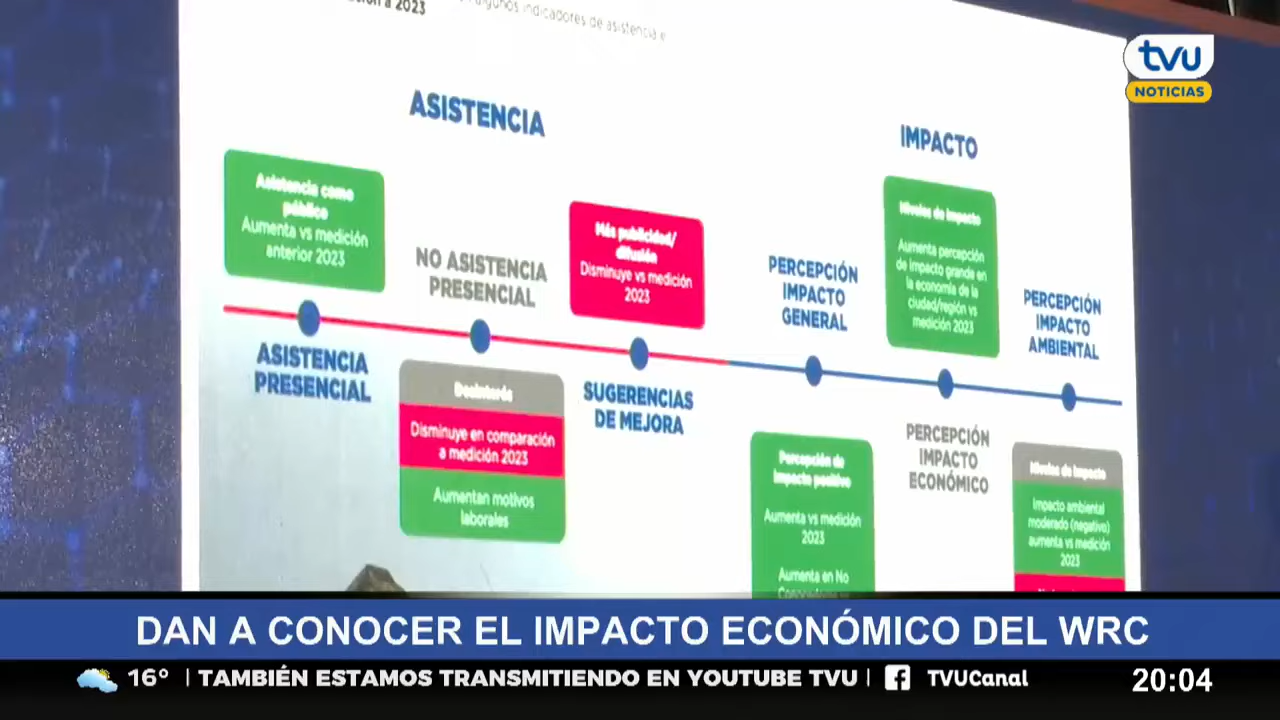 a 2023
algunos indicadores de asistencia e
tvu
NOTICIAS
ASISTENCIA
IMPACTO
Asistencia como
público
Aumenta vs medición
anterior 2023
NO ASISTENCIA
PRESENCIAL
Más publicidad/
difusión
Disminuye vs medición
2023
PERCEPCIÓN
IMPACTO
GENERAL
Niveles de impacto
Aumenta percepción
de impacto grande en
la economía de la
ciudad/región vs
medición 2023
PERCEPCIÓN
IMPACTO
AMBIENTAL
ASISTENCIA
PRESENCIAL
Desinterés
Disminuye en comparación
a medición 2023
Aumentan motivos
laborales
SUGERENCIAS
DE MEJORA
Percepción de
impacto positivo
Aumenta vs medición
2023
Aumenta en No
PERCEPCIÓN
IMPACTO
ECONÓMICO
Niveles de impacto
Impacto ambiental
moderado (negativo)
aumenta vs medición
2023
DAN A CONOCER EL IMPACTO ECONÓMICO DEL WRC
16° | TAMBIÉN ESTAMOS TRANSMITIENDO EN YOUTUBE TVU | TVUCanal
20:04